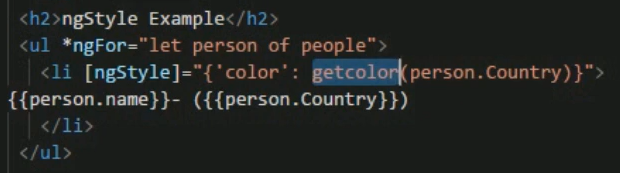 <h2>ngStyle Example</h2>
<ul *ngFor="let person of people">
<li [ngStyle]="{'color': getcolor(person.Country)}">
{{person.name}}- ({{person.Country}})
</li>
</ul>